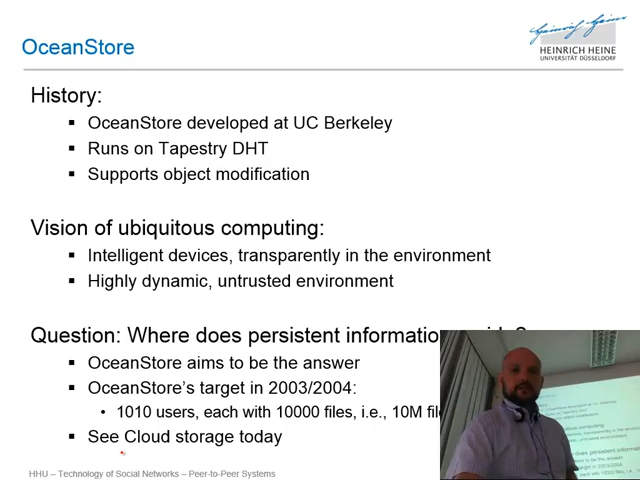 OceanStore
Heinrich Heine
HEINRICH HEINE
UNIVERSITÄT DÜSSELDORF
History:
▪ OceanStore developed at UC Berkeley
▪ Runs on Tapestry DHT
▪ Supports object modification
Vision of ubiquitous computing:
▪ Intelligent devices, transparently in the environment
▪ Highly dynamic, untrusted environment
Question: Where does persistent information
▪ OceanStore aims to be the answer
▪ OceanStore's target in 2003/2004:
• 1010 users, each with 10000 files, i.e., 10M
▪ See Cloud storage today
HHU – Technology of Social Networks – Peer-to-Peer Systems